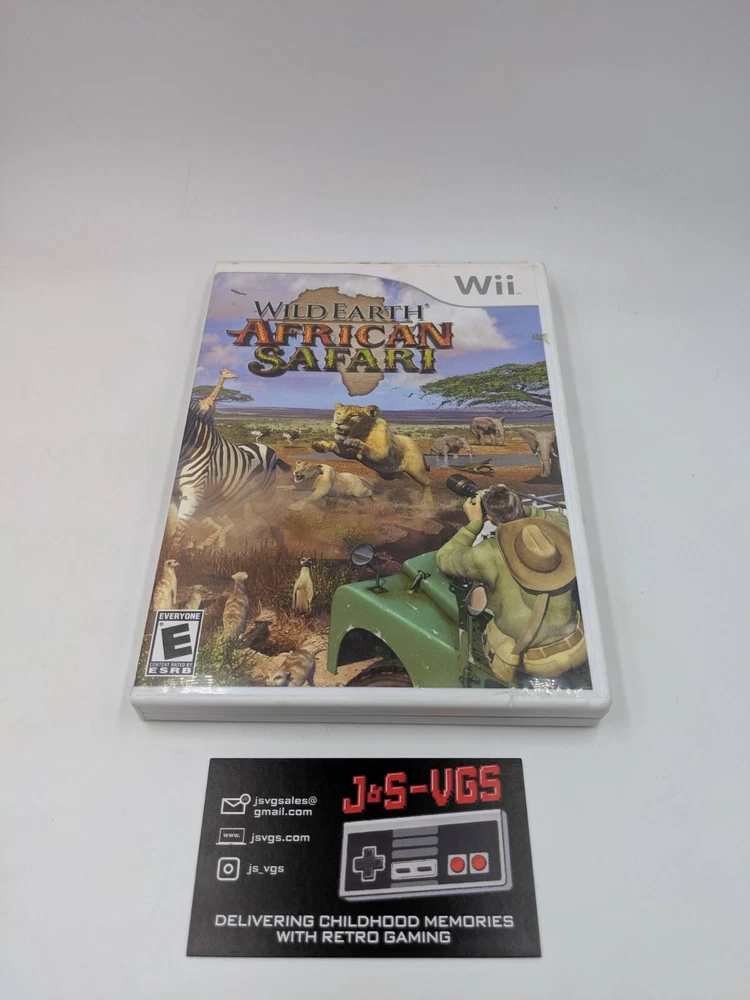 Wii
WILD EARTH®
AFRICAN
SAFARI
EVERYONE
E
CONTENT RATED BY
ESRB
J&S-VGS
jsvgsales@
gmail.com
www.
jsvgs.com
js_vgs
DELIVERING CHILDHOOD MEMORIES
WITH RETRO GAMING